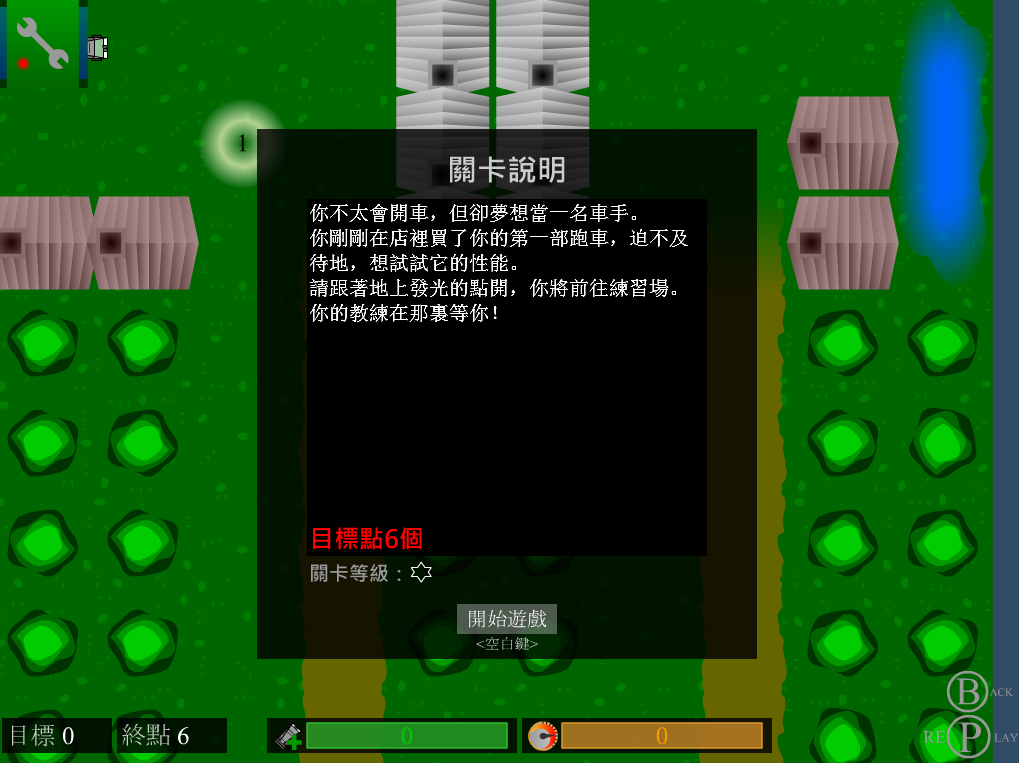 1
關卡說明
你不太會開車，但卻夢想當一名車手。
你剛剛在店裡買了你的第一部跑車，迫不及
待地，想試試它的性能。
請跟著地上發光的點開，你將前往練習場。
你的教練在那裏等你！
目標點6個
關卡等級：
開始遊戲
<空白鍵>
BACK
REPLAY
目標 0
終點 6
0
0